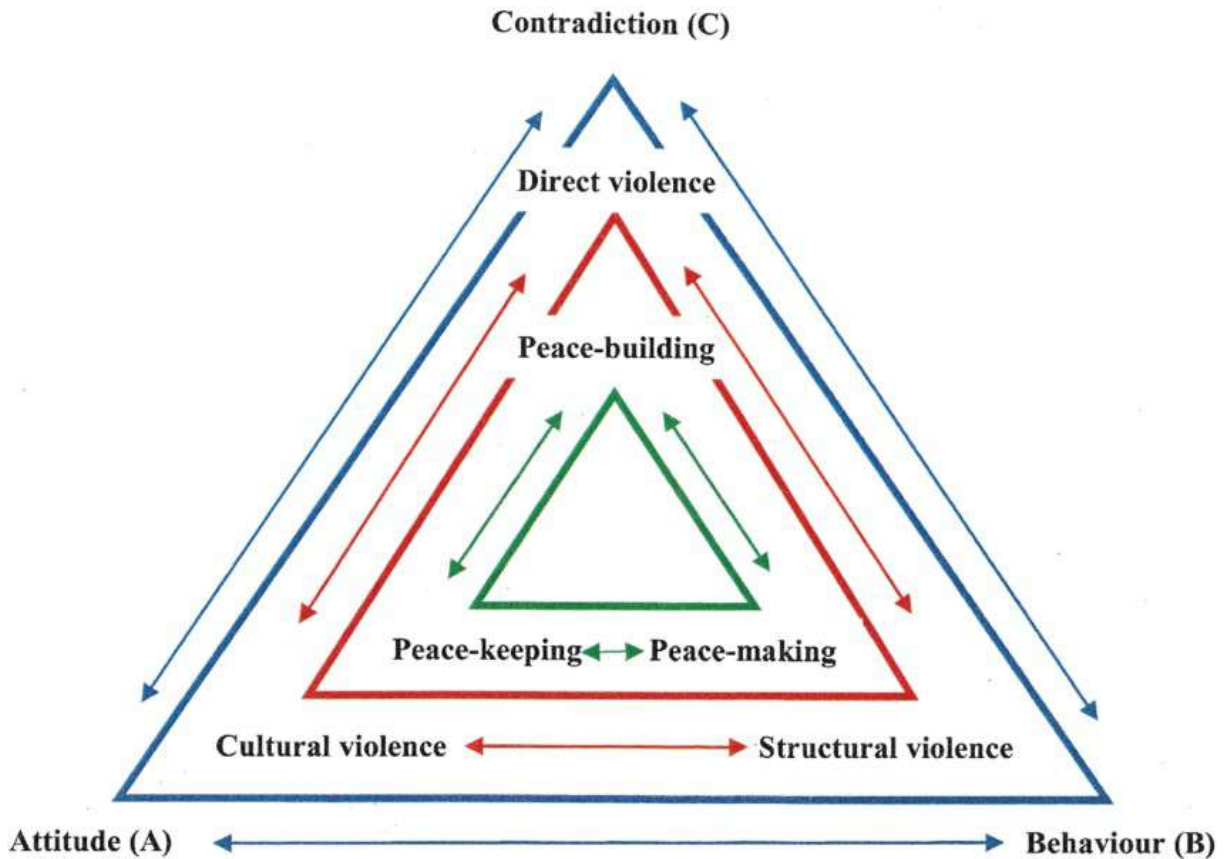 Contradiction (C)
Direct violence
Peace-building
Peace-keeping Peace-making
Cultural violence Structural violence
Attitude (A) Behaviour (B)